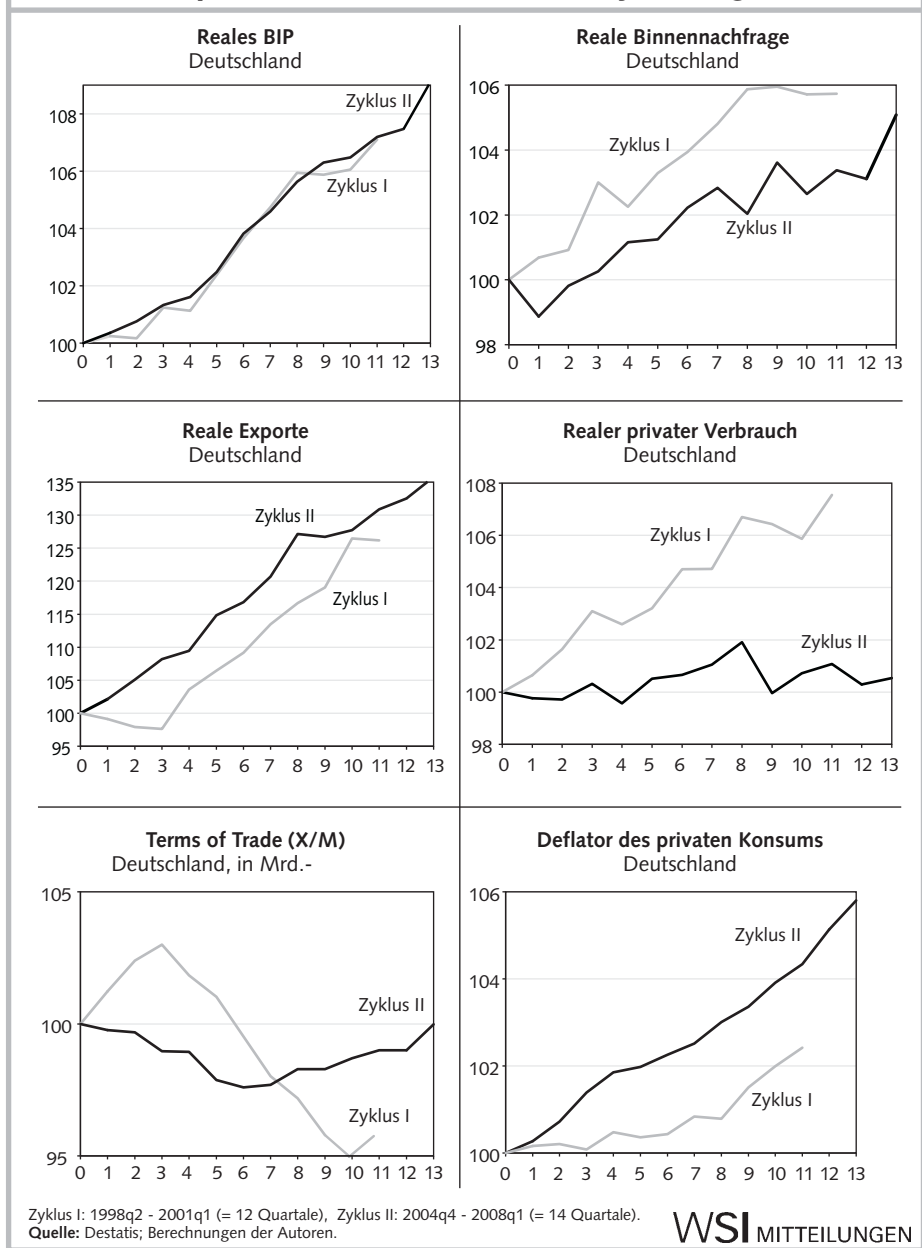 Reales BIP
Deutschland
108
106
104
102
100
Zyklus II
Zyklus I
0 1 2 3 4 5 6 7 8 9 10 11 12 13
Reale Binnennachfrage
Deutschland
106
104
102
100
98
Zyklus I
Zyklus II
0 1 2 3 4 5 6 7 8 9 10 11 12 13
Reale Exporte
Deutschland
135
130
125
120
115
110
105
100
95
Zyklus II
Zyklus I
0 1 2 3 4 5 6 7 8 9 10 11 12 13
Realer privater Verbrauch
Deutschland
108
106
104
102
100
98
Zyklus I
Zyklus II
0 1 2 3 4 5 6 7 8 9 10 11 12 13
Terms of Trade (X/M)
Deutschland, in Mrd.-
105
100
95
Zyklus II
Zyklus I
0 1 2 3 4 5 6 7 8 9 10 11 12 13
Deflator des privaten Konsums
Deutschland
106
104
102
100
Zyklus II
Zyklus I
0 1 2 3 4 5 6 7 8 9 10 11 12 13
Zyklus I: 1998q2 - 2001q1 (= 12 Quartale), Zyklus II: 2004q4 - 2008q1 (= 14 Quartale).
Quelle: Destatis; Berechnungen der Autoren.
WSI MITTEILUNGEN